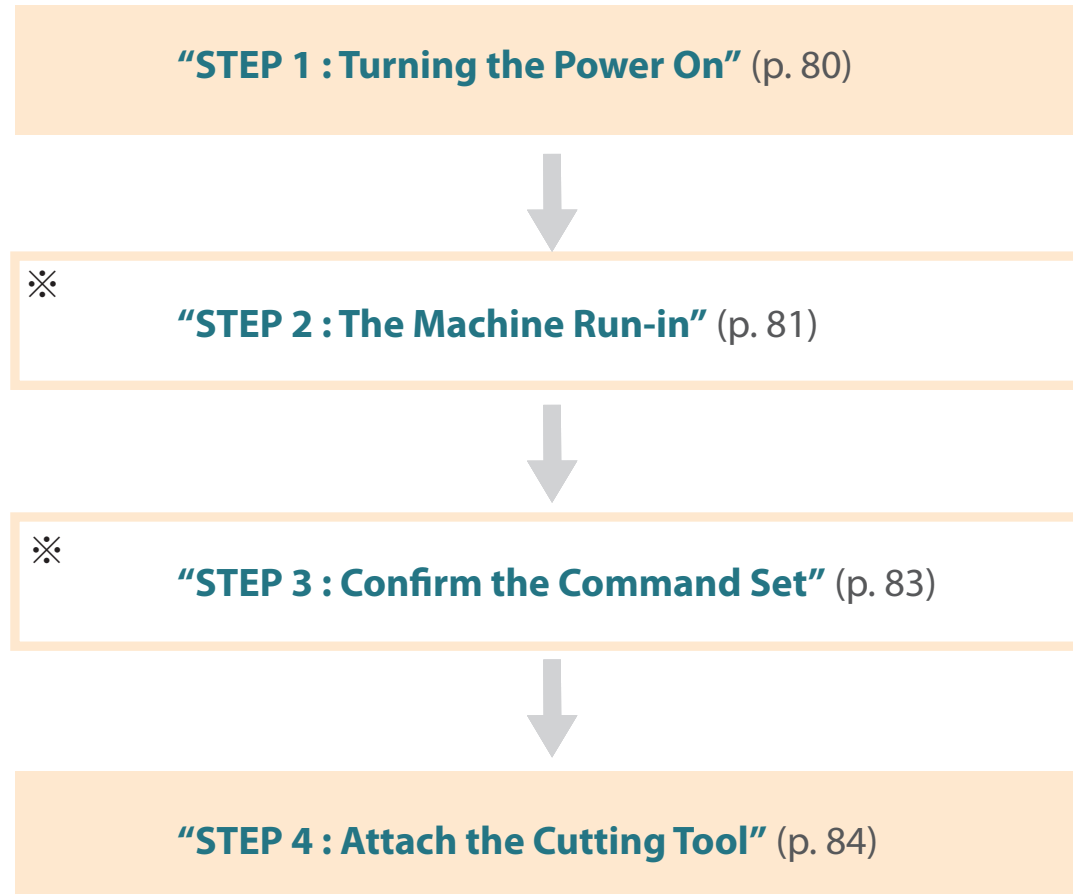 “STEP 1 : Turning the Power On” (p. 80)
※
“STEP 2 : The Machine Run-in” (p. 81)
※
“STEP 3 : Confirm the Command Set” (p. 83)
“STEP 4 : Attach the Cutting Tool” (p. 84)